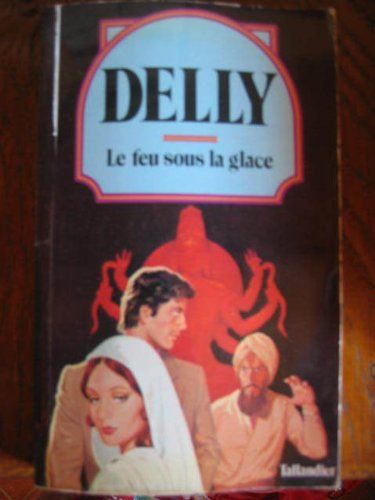 DELLY
Le feu sous la glace
Tallandier